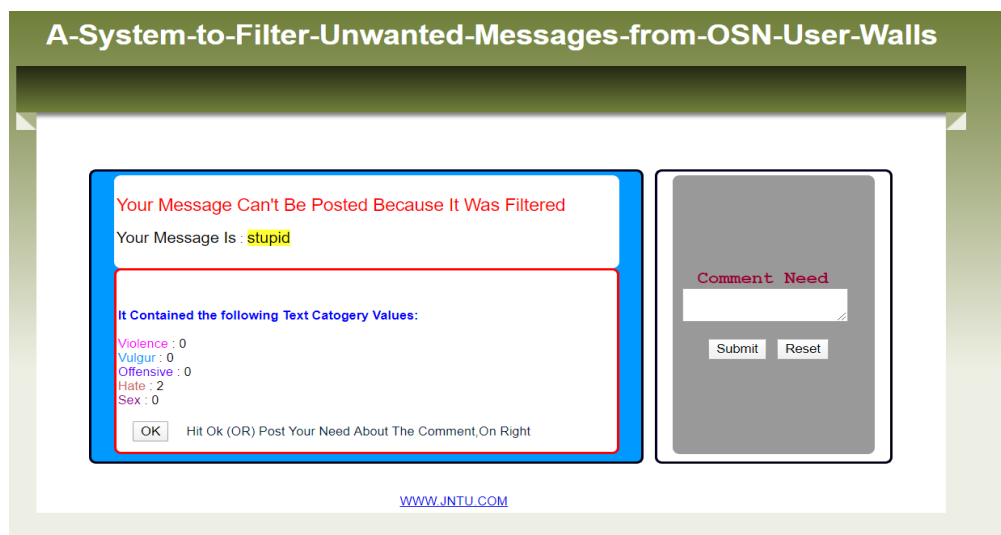 A-System-to-Filter-Unwanted-Messages-from-OSN-User-Walls
Your Message Can't Be Posted Because It Was Filtered
Your Message Is : stupid
It Contained the following Text Catogery Values:
Violence : 0
Vulgur : 0
Offensive : 0
Hate : 2
Sex : 0
OK Hit Ok (OR) Post Your Need About The Comment,On Right
Comment Need
Submit Reset
WWW.JNTU.COM